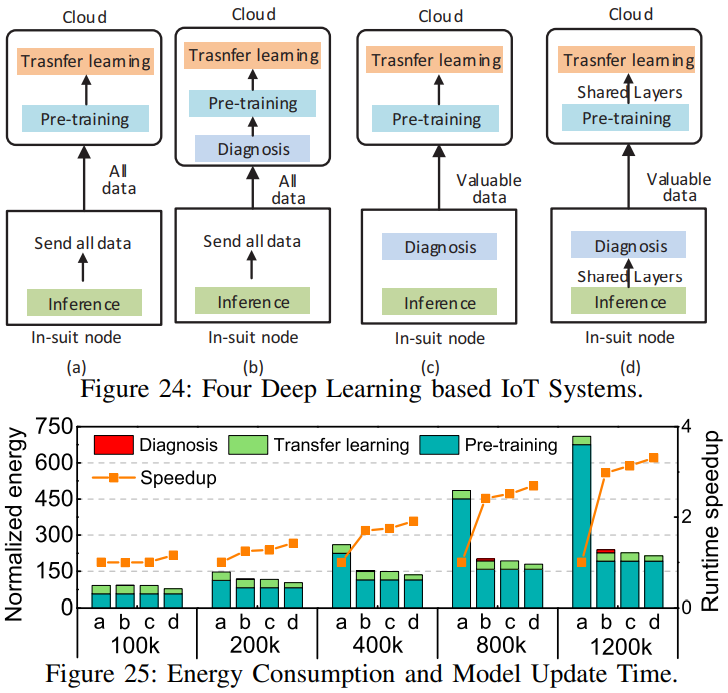 Cloud
Trasnfer learning
Pre-training
All
data
Send all data
Inference
In-suit node
(a)
Cloud
Trasnfer learning
Pre-training
Diagnosis
All
data
Send all data
Inference
In-suit node
(b)
Cloud
Trasnfer learning
Pre-training
Valuable
data
Diagnosis
Inference
In-suit node
(c)
Cloud
Trasnfer learning
Shared Layers
Pre-training
Valuable
data
Diagnosis
Shared Layers
Inference
In-suit node
(d)
Figure 24: Four Deep Learning based IoT Systems.
Normalized energy
750
600
450
300
150
0
Diagnosis
Transfer learning
Pre-training
Speedup
4
2
0
Runtime speedup
a b c d a b c d a b c d a b c d a b c d
100k 200k 400k 800k 1200k
Figure 25: Energy Consumption and Model Update Time.